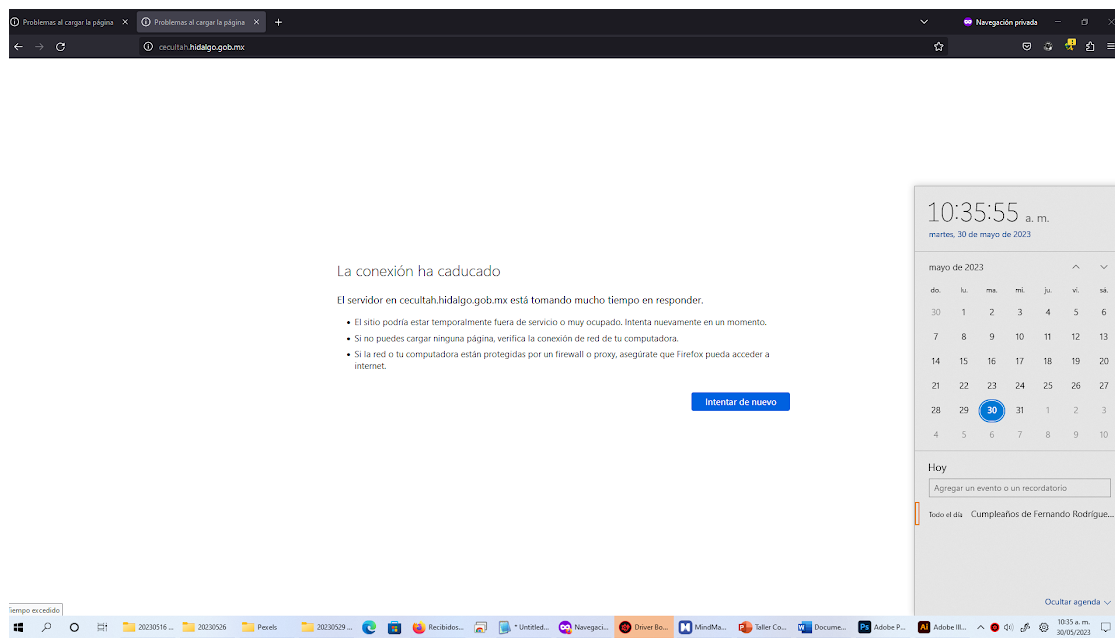 Problemas al cargar la página
Problemas al cargar la página
Navegación privada
cecultah.hidalgo.gob.mx
La conexión ha caducado
El servidor en cecultah.hidalgo.gob.mx está tomando mucho tiempo en responder.
El sitio podría estar temporalmente fuera de servicio o muy ocupado. Intenta nuevamente en un momento.
Si no puedes cargar ninguna página, verifica la conexión de red de tu computadora.
Si la red o tu computadora están protegidas por un firewall o proxy, asegúrate que Firefox pueda acceder a
internet.
Intentar de nuevo
10:35:55 a. m.
martes, 30 de mayo de 2023
mayo de 2023
do. lu. ma. mi. ju. vi. sá.
30 1 2 3 4 5 6
7 8 9 10 11 12 13
14 15 16 17 18 19 20
21 22 23 24 25 26 27
28 29 30 31 1 2 3
4 5 6 7 8 9 10
Hoy
Agregar un evento o un recordatorio
Todo el día Cumpleaños de Fernando Rodrígue...
Ocultar agenda
Tiempo excedido
20230516 ... 20230526 Pexels 20230529 ... Recibidos... * Untitled... Navegaci... Driver Bo... MindMa... Taller Co... Docume... Ps Adobe P... Ai Adobe Ill... 10:35 a. m.
30/05/2023